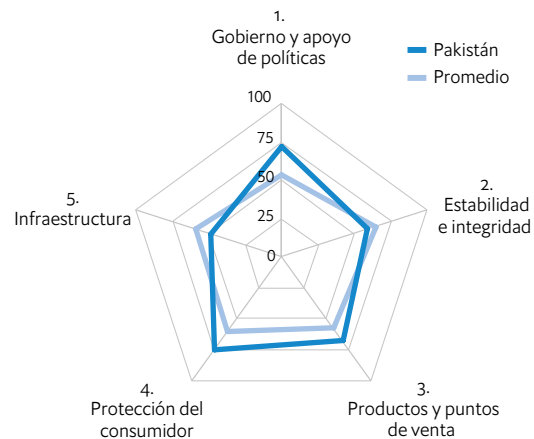 1.
Gobierno y apoyo
de políticas
Pakistán
Promedio
100
75
50
25
0
2.
Estabilidad
e integridad
3.
Productos y puntos
de venta
4.
Protección del
consumidor
5.
Infraestructura